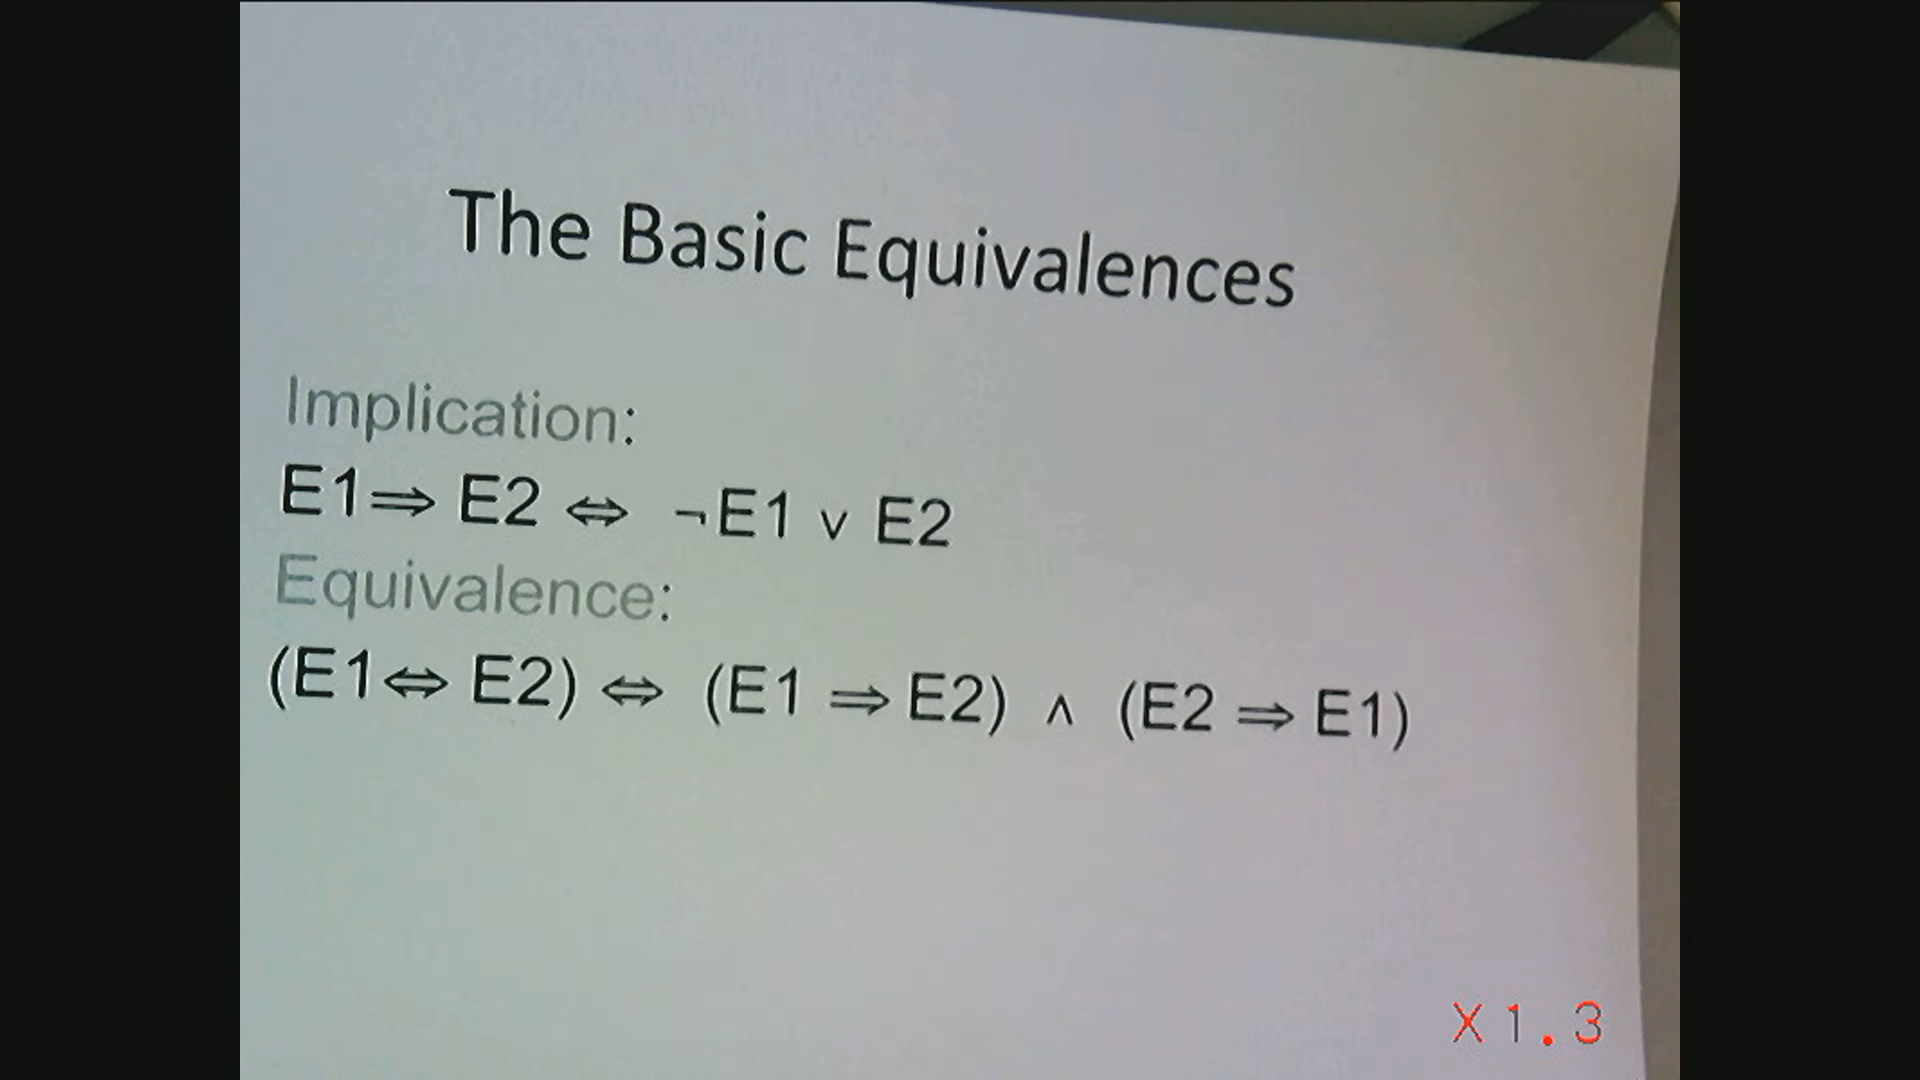 The Basic Equivalences
Implication:
E1⇒ E2 ⇔ ¬E1 ∨ E2
Equivalence:
(E1⇔ E2) ⇔ (E1 ⇒ E2) ∧ (E2 ⇒ E1)
X1.3